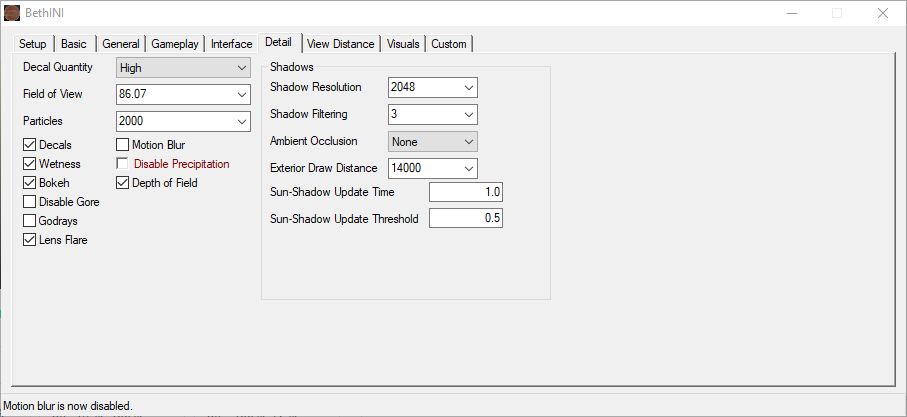 BethINI
Setup Basic General Gameplay Interface Detail View Distance Visuals Custom
Decal Quantity High
Field of View 86.07
Particles 2000
Decals Motion Blur
Wetness Disable Precipitation
Bokeh Depth of Field
Disable Gore
Godrays
Lens Flare
Shadows
Shadow Resolution 2048
Shadow Filtering 3
Ambient Occlusion None
Exterior Draw Distance 14000
Sun-Shadow Update Time 1.0
Sun-Shadow Update Threshold 0.5
Motion blur is now disabled.